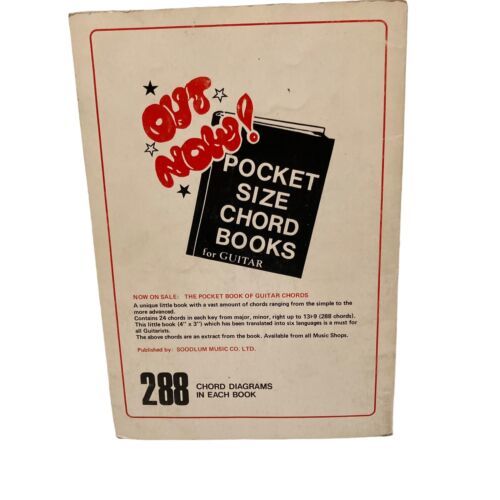 OUT
NOW!
POCKET
SIZE
CHORD
BOOKS
for GUITAR
NOW ON SALE: THE POCKET BOOK OF GUITAR CHORDS
A unique little book with a vast amount of chords ranging from the simple to the
more advanced.
Contains 24 chords in each key from major, minor, right up to 13+9 (288 chords).
This little book (4" x 3") which has been translated into six languages is a must for
all Guitarists.
The above chords are an extract from the book. Available from all Music Shops.
Published by: SOODLUM MUSIC CO. LTD.
288 CHORD DIAGRAMS
IN EACH BOOK